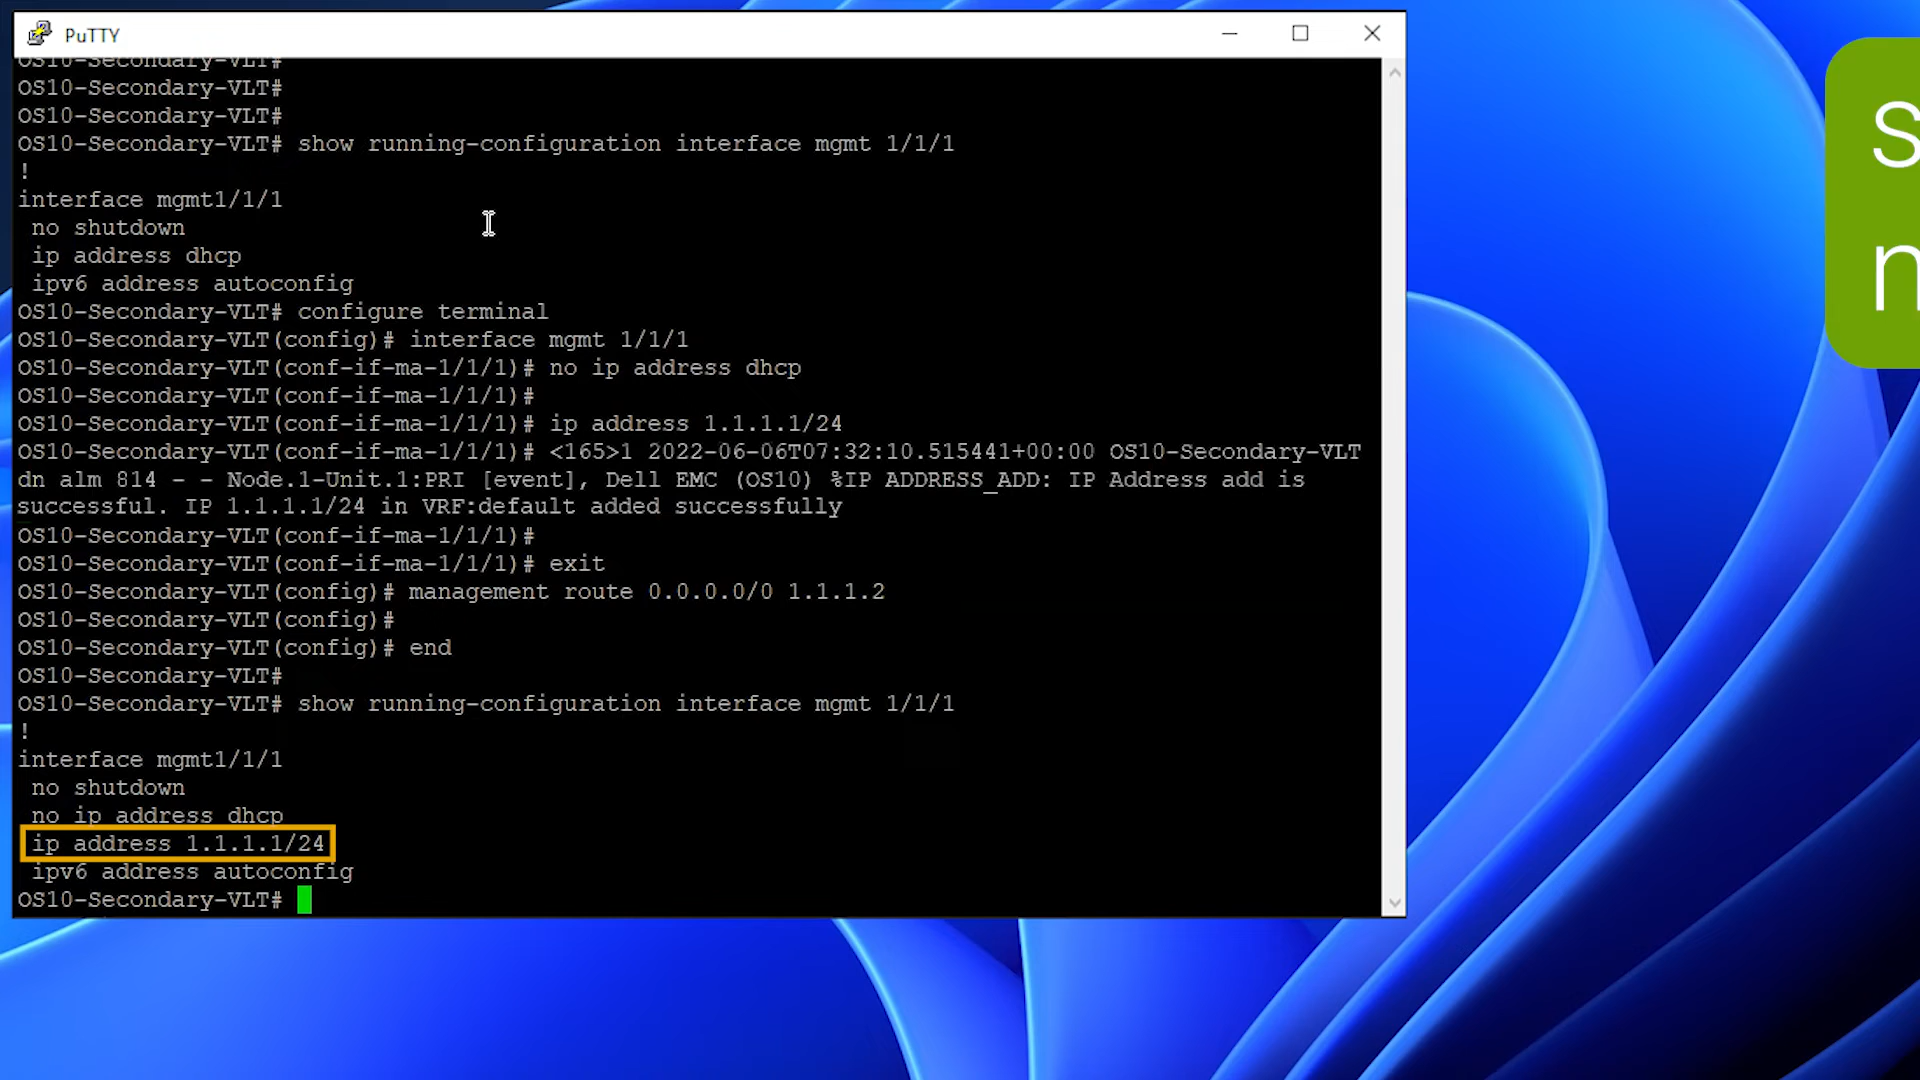 PuTTY
OS10-Secondary-VLT#
OS10-Secondary-VLT#
OS10-Secondary-VLT#
OS10-Secondary-VLT# show running-configuration interface mgmt 1/1/1
!
interface mgmt1/1/1
 no shutdown
 ip address dhcp
 ipv6 address autoconfig
OS10-Secondary-VLT# configure terminal
OS10-Secondary-VLT(config)# interface mgmt 1/1/1
OS10-Secondary-VLT(conf-if-ma-1/1/1)# no ip address dhcp
OS10-Secondary-VLT(conf-if-ma-1/1/1)#
OS10-Secondary-VLT(conf-if-ma-1/1/1)# ip address 1.1.1.1/24
OS10-Secondary-VLT(conf-if-ma-1/1/1)# <165>1 2022-06-06T07:32:10.515441+00:00 OS10-Secondary-VLT
dn alm 814 - - Node.1-Unit.1:PRI [event], Dell EMC (OS10) %IP ADDRESS_ADD: IP Address add is
successful. IP 1.1.1.1/24 in VRF:default added successfully
OS10-Secondary-VLT(conf-if-ma-1/1/1)#
OS10-Secondary-VLT(conf-if-ma-1/1/1)# exit
OS10-Secondary-VLT(config)# management route 0.0.0.0/0 1.1.1.2
OS10-Secondary-VLT(config)#
OS10-Secondary-VLT(config)# end
OS10-Secondary-VLT#
OS10-Secondary-VLT# show running-configuration interface mgmt 1/1/1
!
interface mgmt1/1/1
 no shutdown
 no ip address dhcp
 ip address 1.1.1.1/24
 ipv6 address autoconfig
OS10-Secondary-VLT#